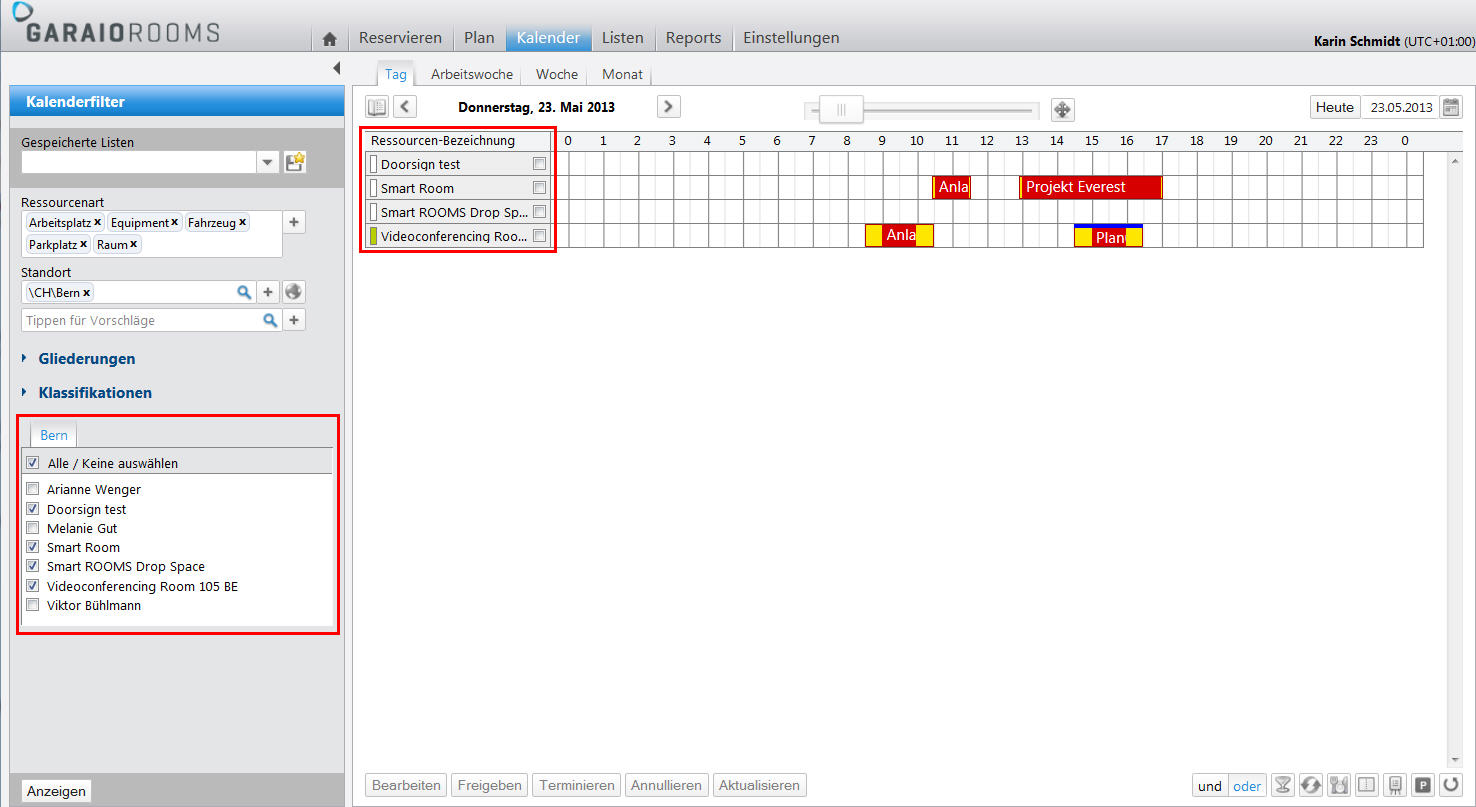 GARAIOROOMS
Reservieren Plan Kalender Listen Reports Einstellungen
Karin Schmidt (UTC+01:00)
Tag Arbeitswoche Woche Monat
Kalenderfilter
Gespeicherte Listen
Ressourcenart
Arbeitsplatz x Equipment x Fahrzeug x
Parkplatz x Raum x
+
Standort
\CH\Bern x
+
Tippen für Vorschläge
+
Gliederungen
Klassifikationen
Bern
Alle / Keine auswählen
Arianne Wenger
Doorsign test
Melanie Gut
Smart Room
Smart ROOMS Drop Space
Videoconferencing Room 105 BE
Viktor Bühlmann
Anzeigen
Donnerstag, 23. Mai 2013
Heute 23.05.2013
Ressourcen-Bezeichnung 0 1 2 3 4 5 6 7 8 9 10 11 12 13 14 15 16 17 18 19 20 21 22 23 0
Doorsign test
Smart Room Anla Projekt Everest
Smart ROOMS Drop Sp...
Videoconferencing Roo... Anla Plan
Bearbeiten Freigeben Terminieren Annullieren Aktualisieren
und oder P